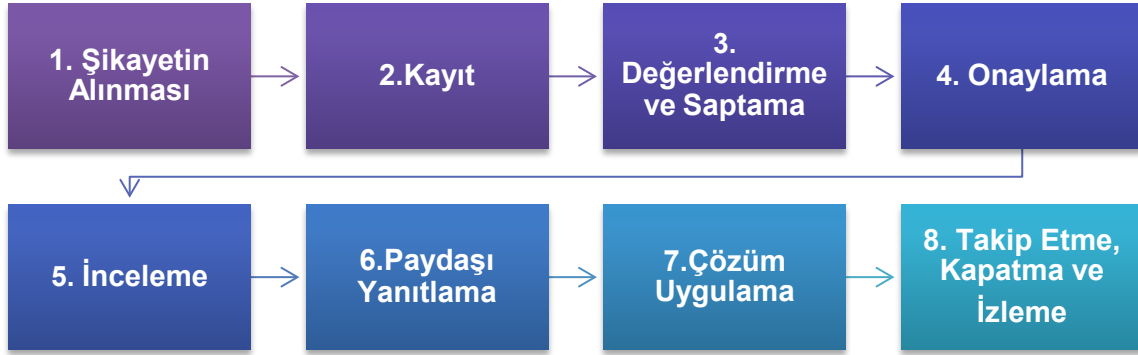 1. Şikayetin
Alınması
2.Kayıt
3.
Değerlendirme
ve Saptama
4. Onaylama
5. İnceleme
6.Paydaşı
Yanıtlama
7.Çözüm
Uygulama
8. Takip Etme,
Kapatma ve
İzleme